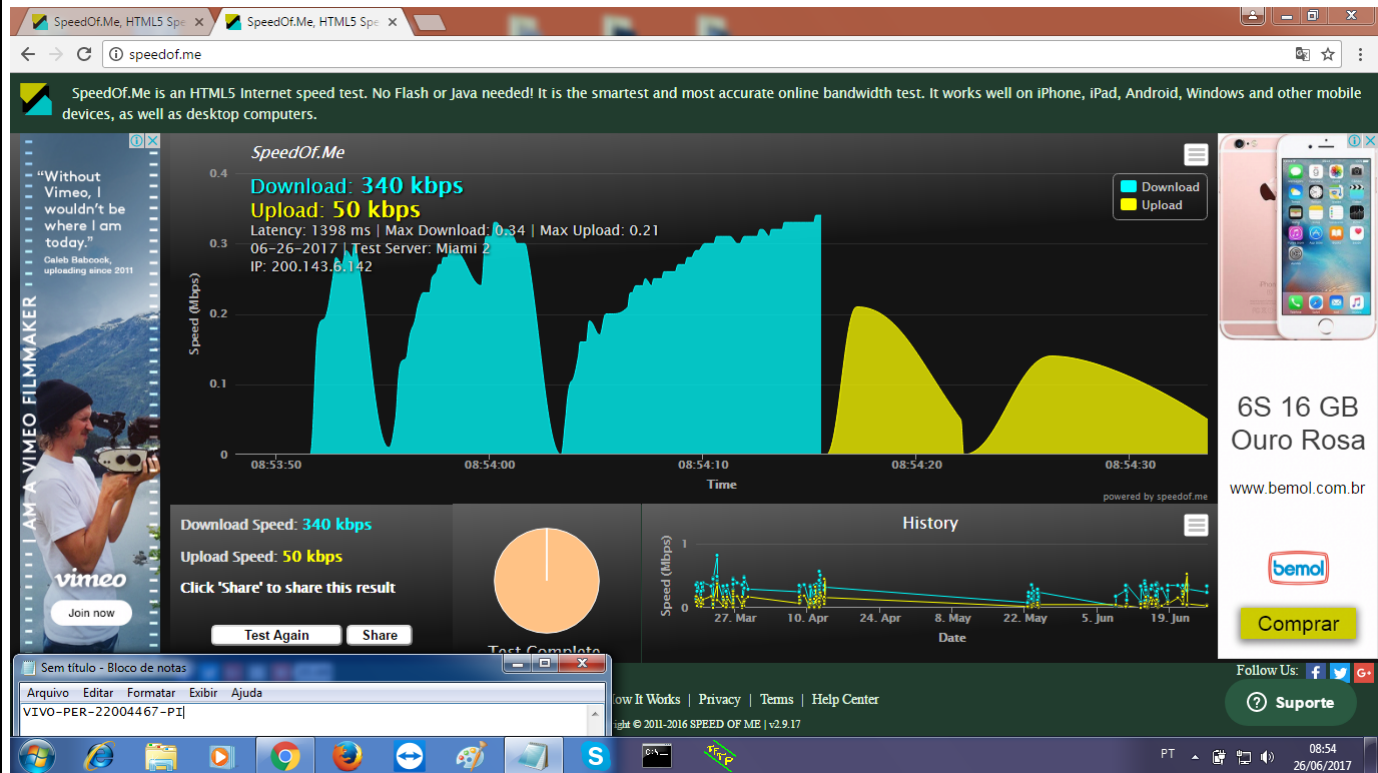 SpeedOf.Me, HTML5 Spe
SpeedOf.Me, HTML5 Spe
speedof.me
SpeedOf.Me is an HTML5 Internet speed test. No Flash or Java needed! It is the smartest and most accurate online bandwidth test. It works well on iPhone, iPad, Android, Windows and other mobile
devices, as well as desktop computers.
“Without
Vimeo, I
wouldn’t be
where I am
today.”
Caleb Babcock,
uploading since 2011
I AM A VIMEO FILMMAKER
vimeo
Join now
SpeedOf.Me
Download: 340 kbps
Upload: 50 kbps
Latency: 1398 ms | Max Download: 0.34 | Max Upload: 0.21
06-26-2017 | Test Server: Miami 2
IP: 200.143.6.142
Download
Upload
Speed (Mbps)
0.4
0.3
0.2
0.1
0
08:53:50 08:54:00 08:54:10 08:54:20 08:54:30
Time
powered by speedof.me
Download Speed: 340 kbps
Upload Speed: 50 kbps
Click 'Share' to share this result
Test Again Share
Test Complete
History
Speed (Mbps)
1
0
27. Mar 10. Apr 24. Apr 8. May 22. May 5. Jun 19. Jun
Date
6S 16 GB
Ouro Rosa
www.bemol.com.br
bemol
Comprar
Sem título - Bloco de notas
Arquivo Editar Formatar Exibir Ajuda
VIVO-PER-22004467-PI
It Works | Privacy | Terms | Help Center
© 2011-2016 SPEED OF ME | v2.9.17
Follow Us:
Suporte
PT
08:54
26/06/2017